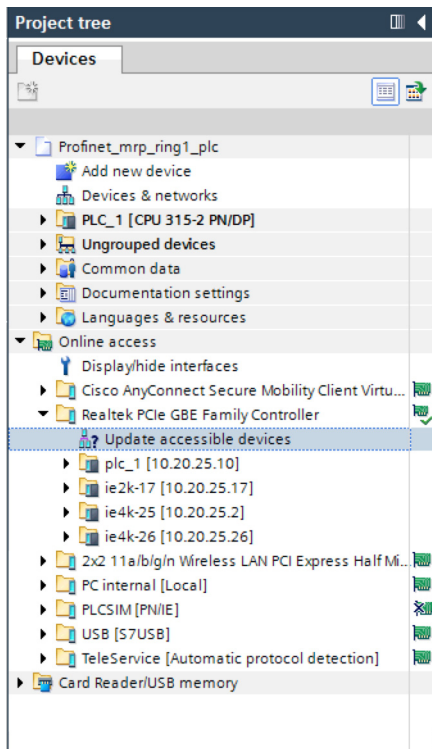 Project tree
Devices
Profinet_mrp_ring1_plc
Add new device
Devices & networks
PLC_1 [CPU 315-2 PN/DP]
Ungrouped devices
Common data
Documentation settings
Languages & resources
Online access
Display/hide interfaces
Cisco AnyConnect Secure Mobility Client Virtu...
Realtek PCIe GBE Family Controller
Update accessible devices
plc_1 [10.20.25.10]
ie2k-17 [10.20.25.17]
ie4k-25 [10.20.25.2]
ie4k-26 [10.20.25.26]
2x2 11a/b/g/n Wireless LAN PCI Express Half Mi...
PC internal [Local]
PLCSIM [PN/IE]
USB [S7USB]
TeleService [Automatic protocol detection]
Card Reader/USB memory